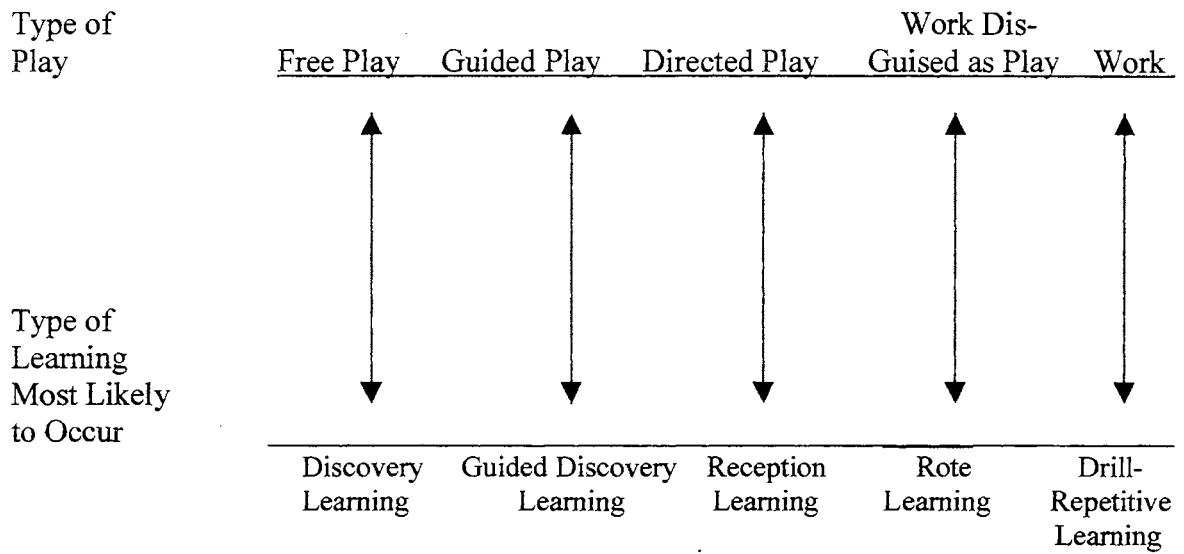 Type of
Play
Work Dis-
Free Play Guided Play Directed Play Guised as Play Work
Type of
Learning
Most Likely
to Occur
Discovery Guided Discovery Reception Rote Drill-
Learning Learning Learning Learning Repetitive
Learning